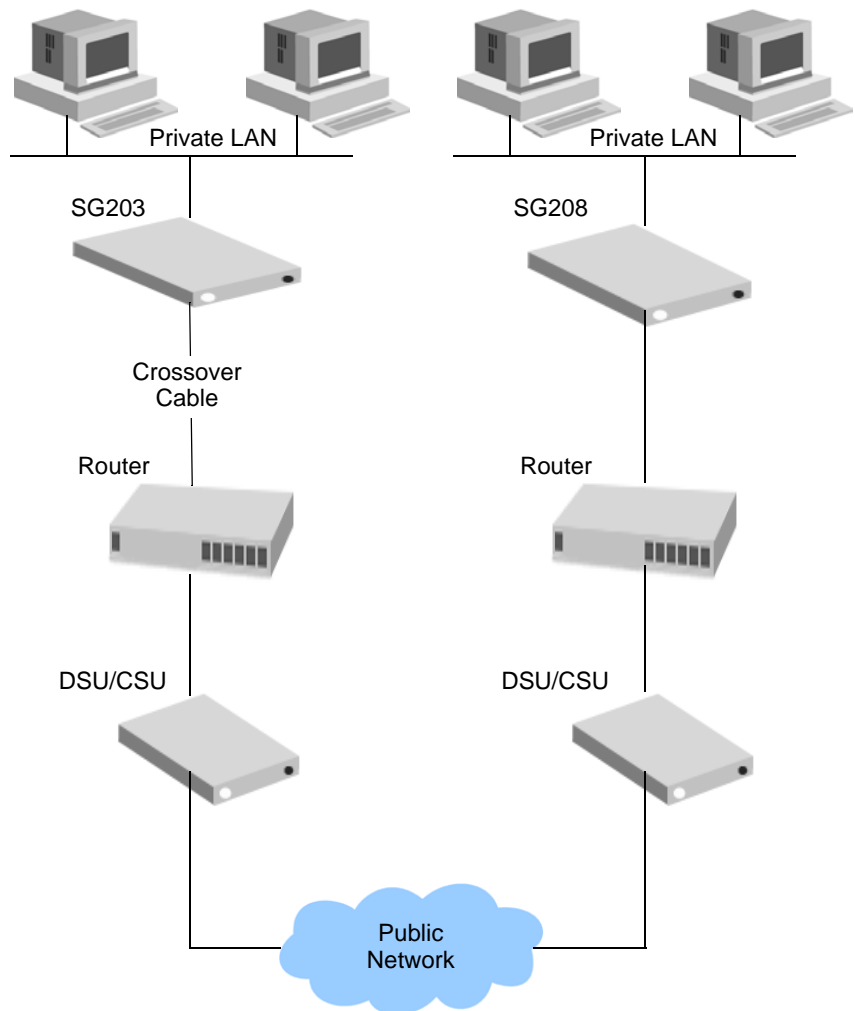 Private LAN
Private LAN
SG203
SG208
Crossover
Cable
Router
Router
DSU/CSU
DSU/CSU
Public
Network